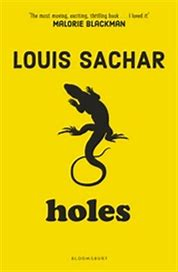 'The most moving, exciting, thrilling book ... I loved it'
MALORIE BLACKMAN
LOUIS SACHAR
holes
BLOOMSBURY